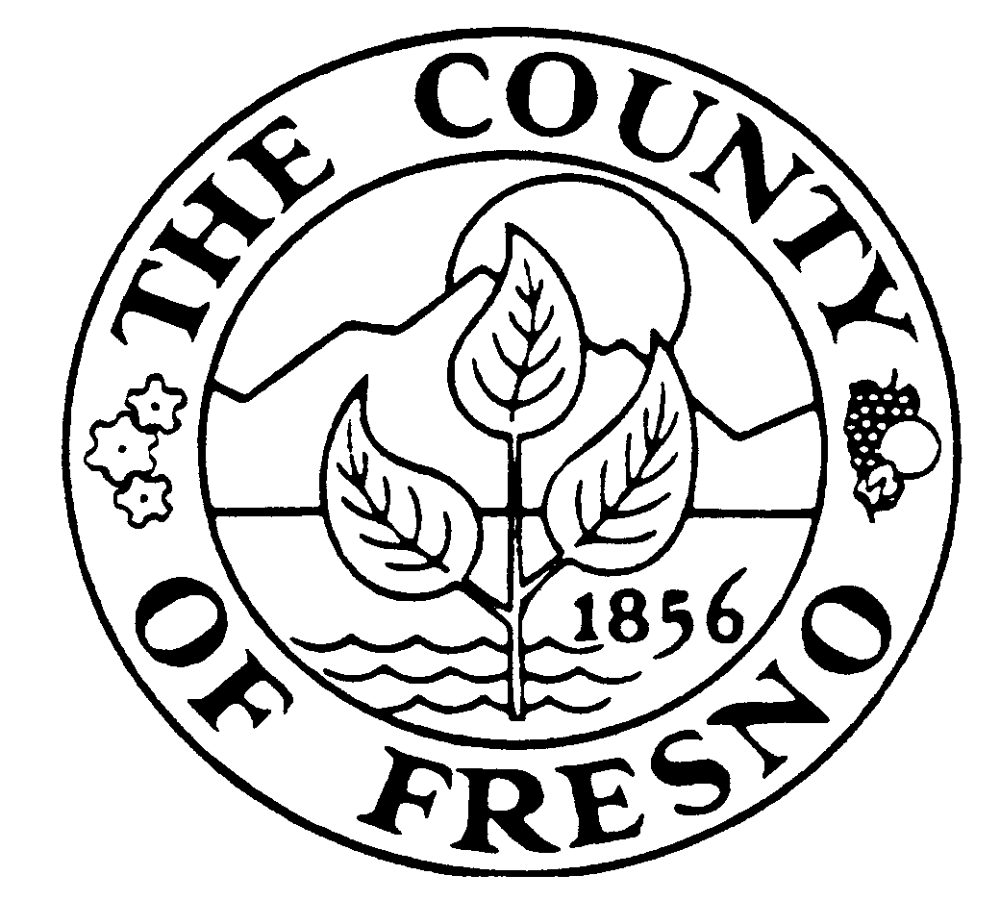 THE COUNTY
OF FRESNO
1856